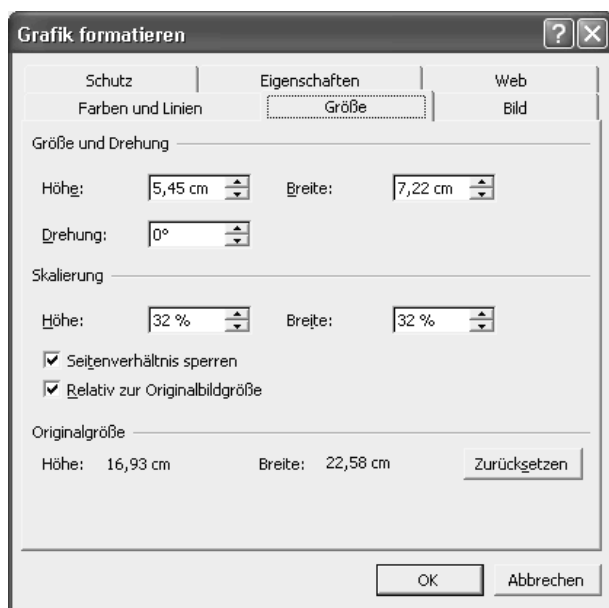 Grafik formatieren
Schutz Eigenschaften Web
Farben und Linien Größe Bild
Größe und Drehung
Höhe: 5,45 cm Breite: 7,22 cm
Drehung: 0°
Skalierung
Höhe: 32 % Breite: 32 %
Seitenverhältnis sperren
Relativ zur Originalbildgröße
Originalgröße
Höhe: 16,93 cm Breite: 22,58 cm Zurücksetzen
OK Abbrechen